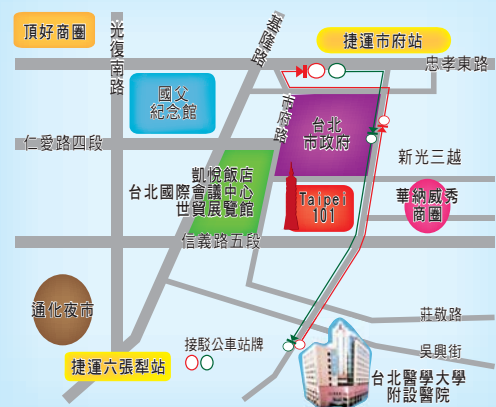 頂好商圈
光復南路
基隆路
捷運市府站
忠孝東路
國父
紀念館
市府路
台北
市政府
仁愛路四段
新光三越
凱悅飯店
台北國際會議中心
世貿展覽館
Taipei
101
華納威秀
商圈
信義路五段
通化夜市
莊敬路
接駁公車站牌
吳興街
捷運六張犁站
台北醫學大學
附設醫院